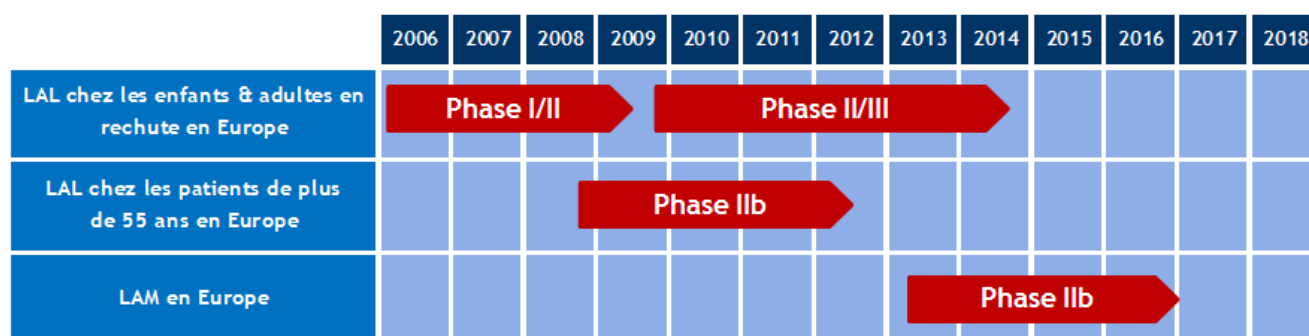 2006 2007 2008 2009 2010 2011 2012 2013 2014 2015 2016 2017 2018
LAL chez les enfants & adultes en
rechute en Europe
Phase I/II
Phase II/III
LAL chez les patients de plus
de 55 ans en Europe
Phase IIb
LAM en Europe
Phase IIb